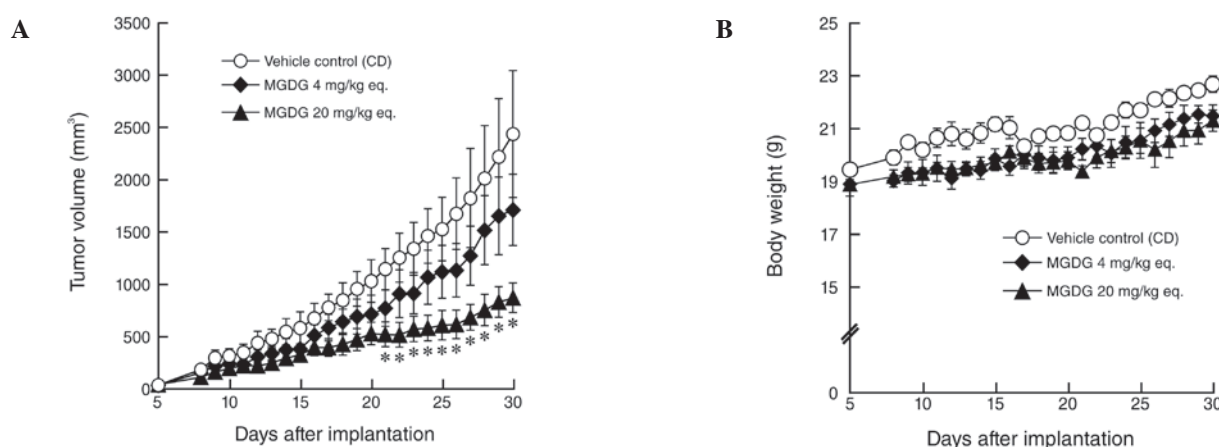 A
3500
3000
2500
2000
1500
1000
500
0
Tumor volume (mm³)
Vehicle control (CD)
MGDG 4 mg/kg eq.
MGDG 20 mg/kg eq.
**
****
*
*
*
*
5
10
15
20
25
30
Days after implantation
B
25
23
21
19
17
15
0
Body weight (g)
Vehicle control (CD)
MGDG 4 mg/kg eq.
MGDG 20 mg/kg eq.
5
10
15
20
25
30
Days after implantation